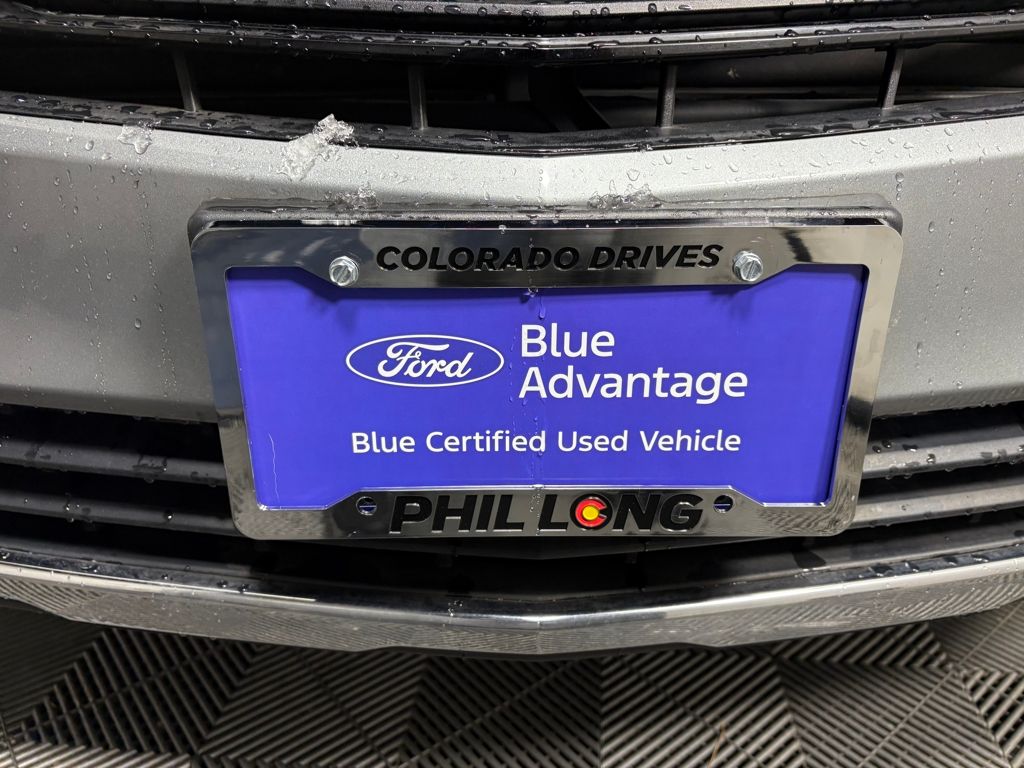 COLORADO DRIVES
Ford
Blue
Advantage
Blue Certified Used Vehicle
PHIL LONG